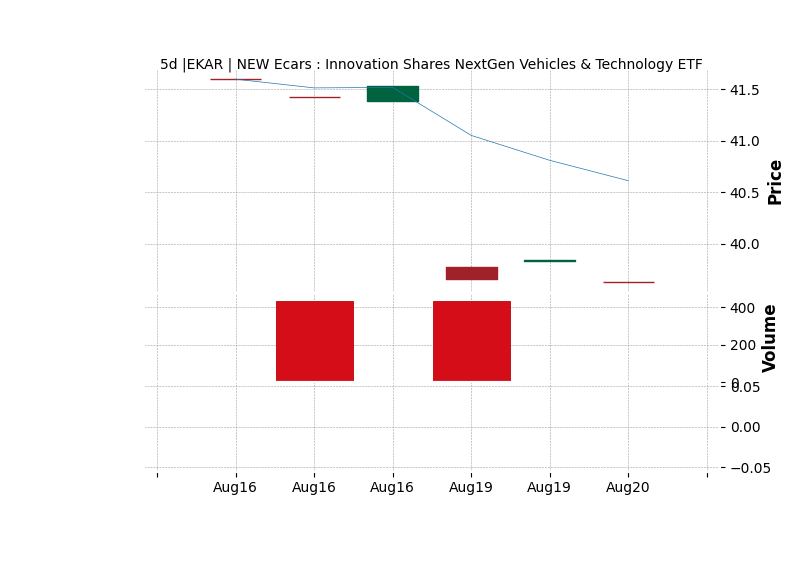 5d |EKAR | NEW Ecars : Innovation Shares NextGen Vehicles & Technology ETF
41.5
41.0
40.5
40.0
Price
400
200
0
Volume
0.05
0.00
−0.05
Aug16 Aug16 Aug16 Aug19 Aug19 Aug20